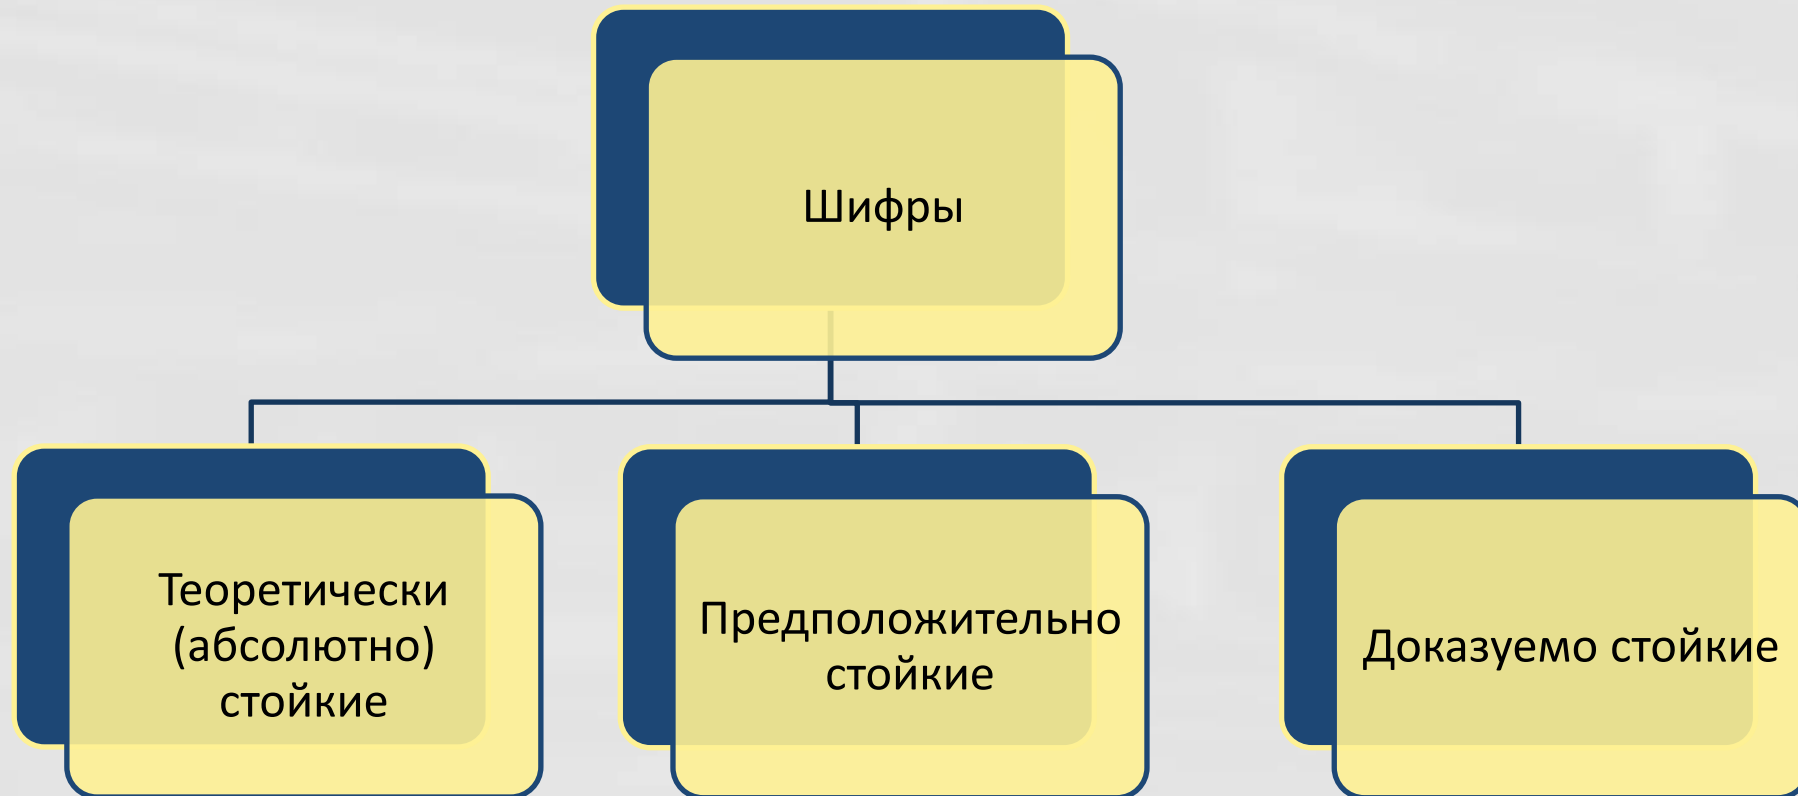 Шифры
Теоретически
(абсолютно)
стойкие
Предположительно
стойкие
Доказуемо стойкие